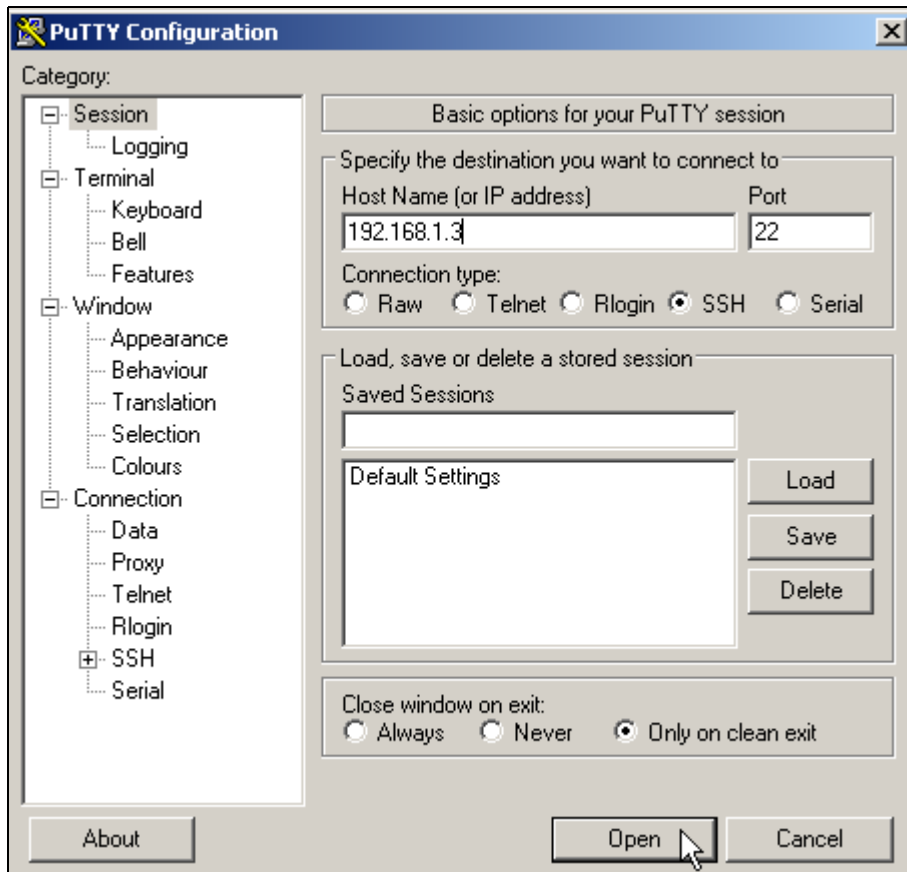 PuTTY Configuration
Category:
Session
Logging
Terminal
Keyboard
Bell
Features
Window
Appearance
Behaviour
Translation
Selection
Colours
Connection
Data
Proxy
Telnet
Rlogin
SSH
Serial
Basic options for your PuTTY session
Specify the destination you want to connect to
Host Name (or IP address) Port
192.168.1.3 22
Connection type:
Raw Telnet Rlogin SSH Serial
Load, save or delete a stored session
Saved Sessions
Default Settings
Load
Save
Delete
Close window on exit:
Always Never Only on clean exit
About Open Cancel